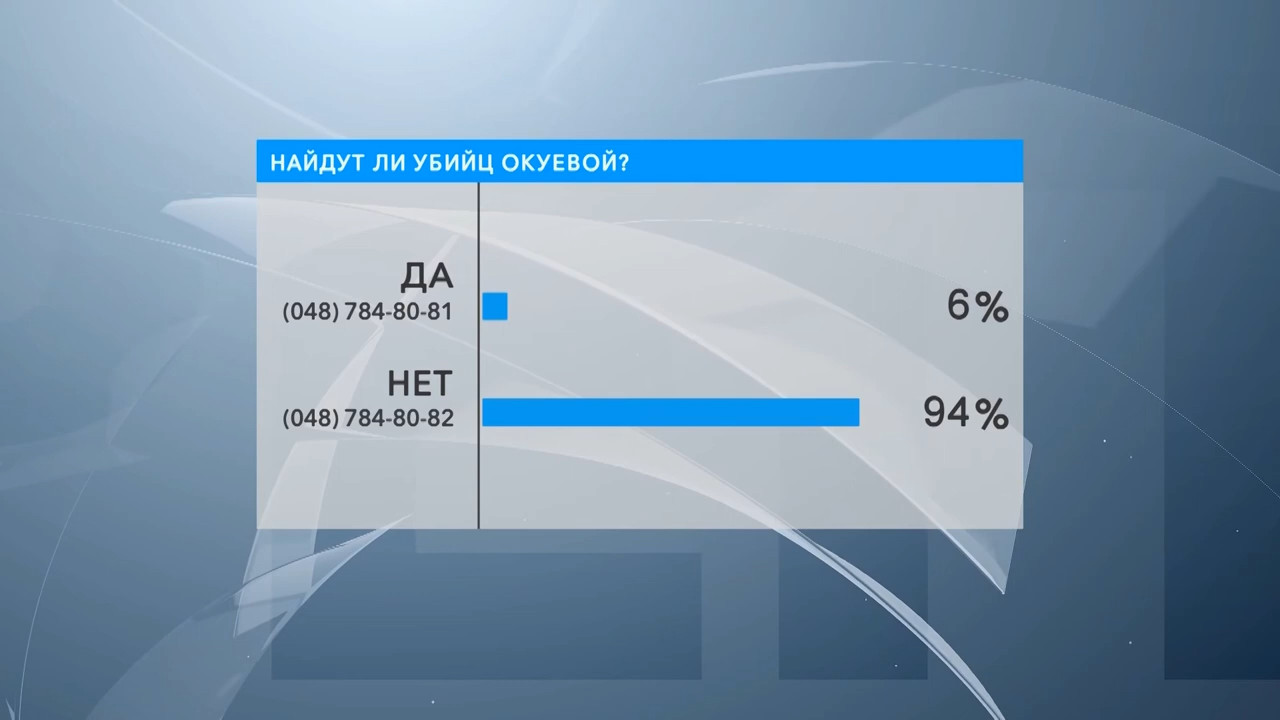 НАЙДУТ ЛИ УБИЙЦ ОКУЕВОЙ?
ДА
(048) 784-80-81
6%
НЕТ
(048) 784-80-82
94%